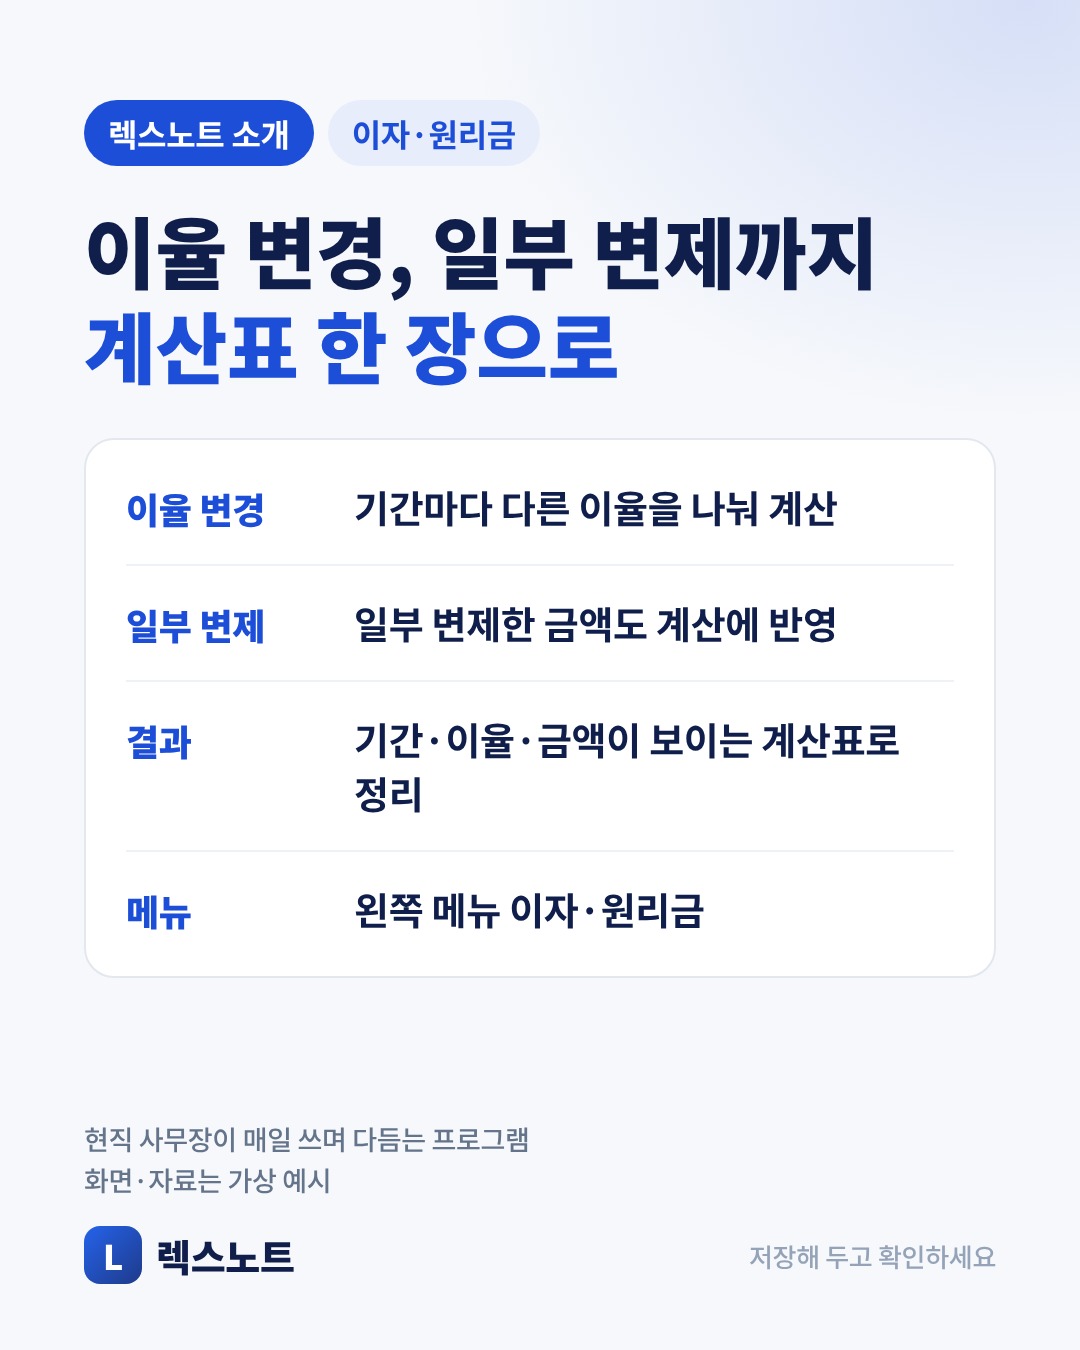 렉스노트 소개
이자·원리금
이율 변경, 일부 변제까지
계산표 한 장으로
이율 변경
기간마다 다른 이율을 나눠 계산
일부 변제
일부 변제한 금액도 계산에 반영
결과
기간·이율·금액이 보이는 계산표로
정리
메뉴
왼쪽 메뉴 이자·원리금
현직 사무장이 매일 쓰며 다듬는 프로그램
화면·자료는 가상 예시
L 렉스노트
저장해 두고 확인하세요